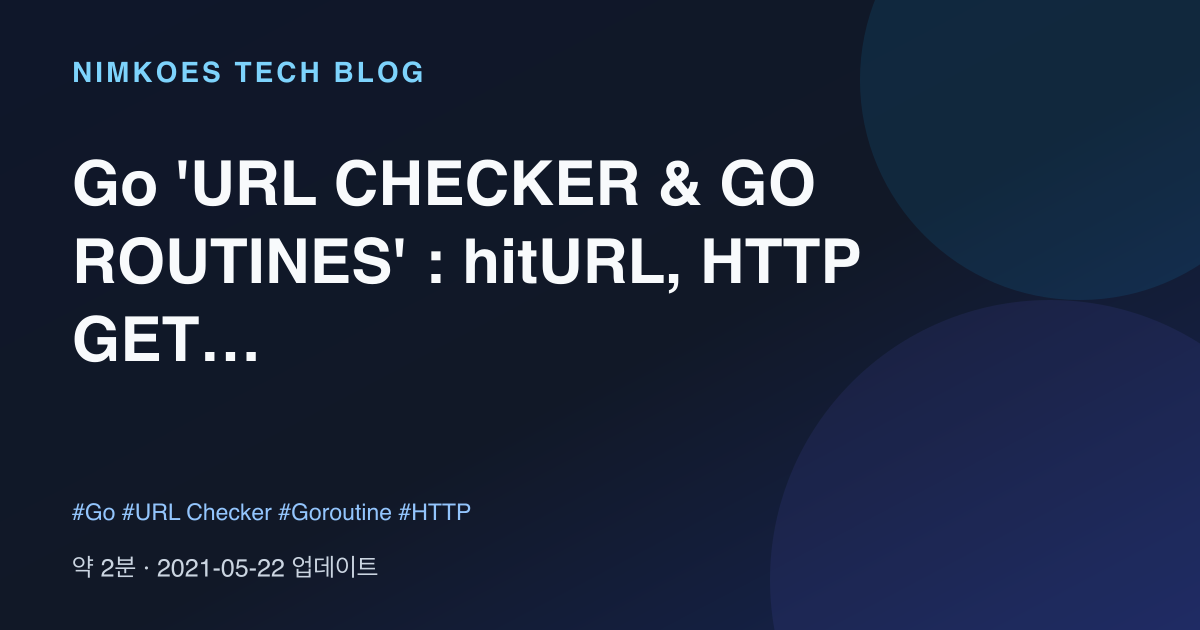 NIMKOES TECH BLOG
Go 'URL CHECKER & GO
ROUTINES' : hitURL, HTTP
GET…
#Go #URL Checker #Goroutine #HTTP
약 2분 · 2021-05-22 업데이트